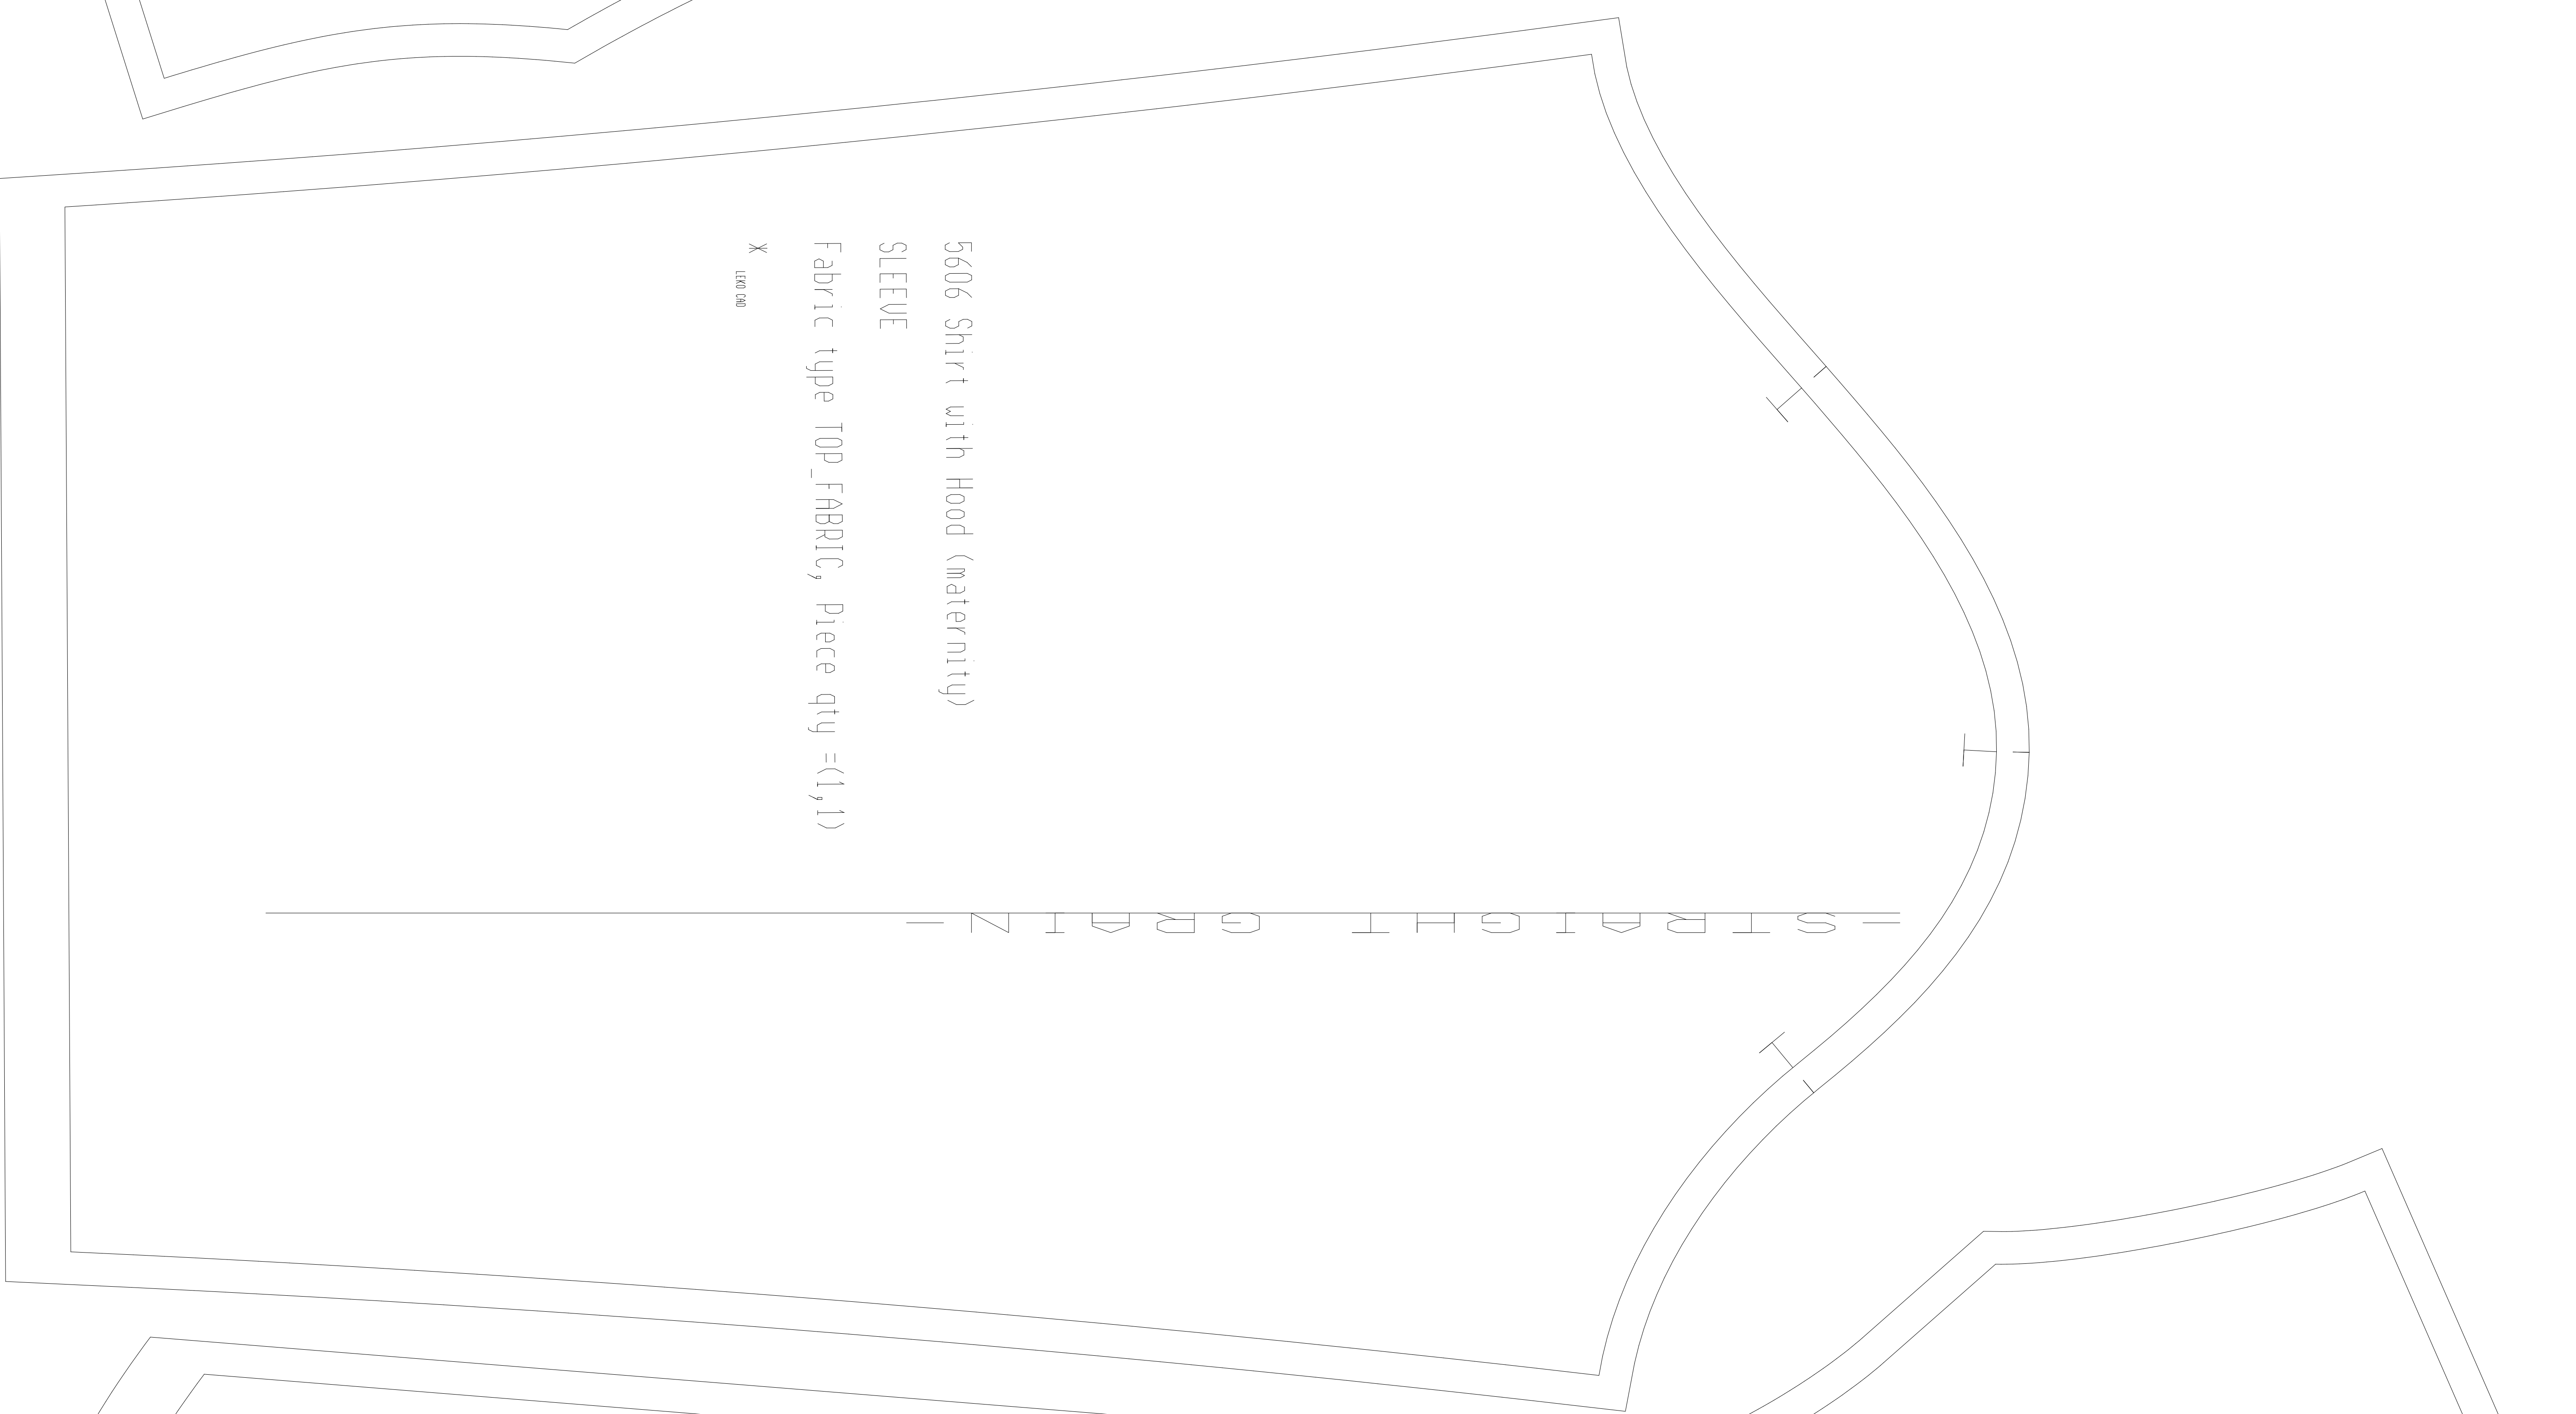 5606 Shirt with Hood (maternity)
SLEEVE
Fabric type TOP_FABRIC, piece qty =(1,1)
*
LEKO CAD
-STRAIGHT GRAIN-